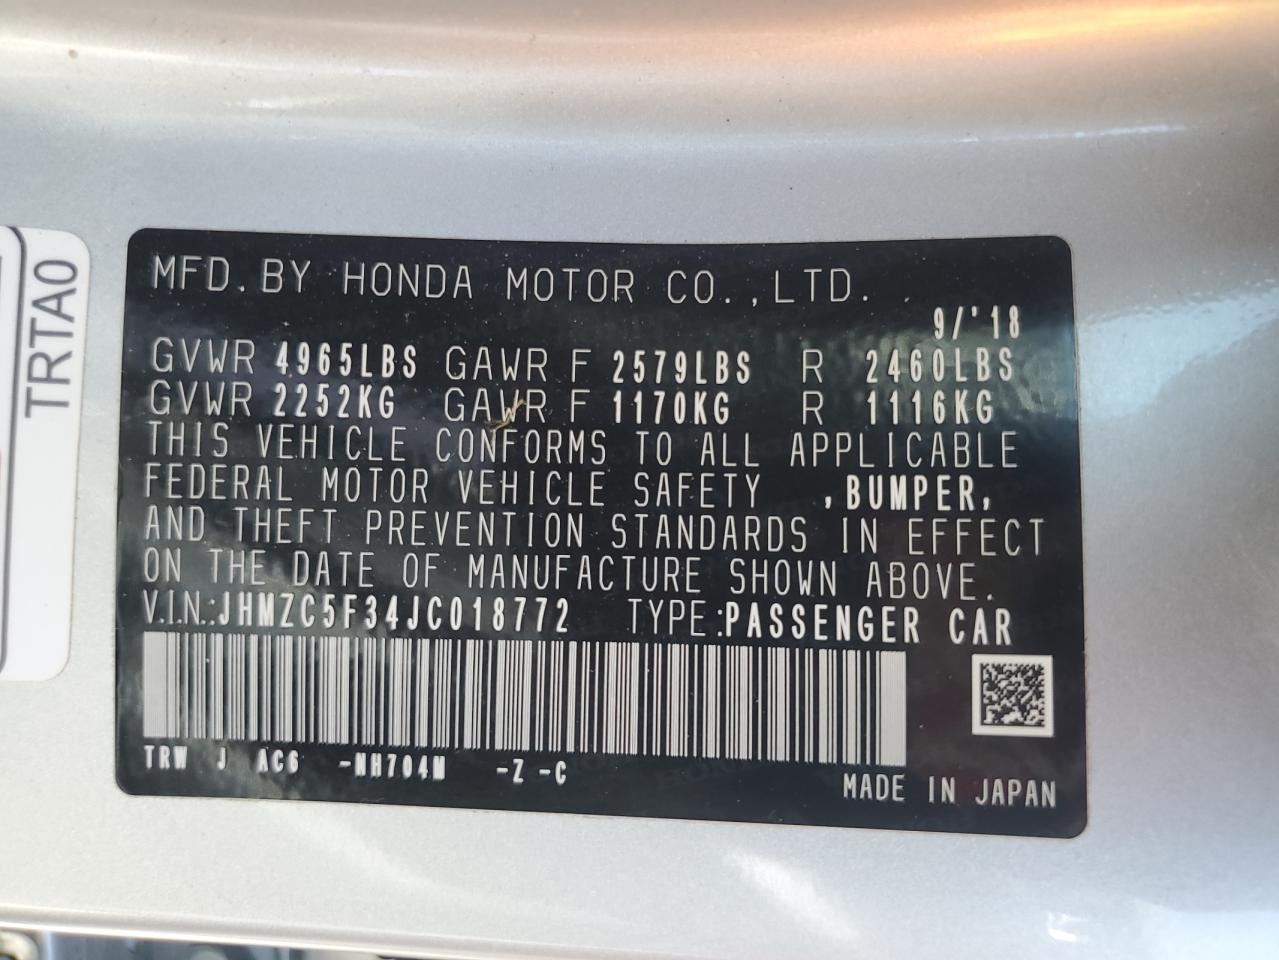 MFD. BY HONDA MOTOR CO., LTD.
9/'18
GVWR 4965LBS GAWR F 2579LBS R 2460LBS
GVWR 2252KG GAWR F 1170KG R 1116KG
THIS VEHICLE CONFORMS TO ALL APPLICABLE
FEDERAL MOTOR VEHICLE SAFETY , BUMPER,
AND THEFT PREVENTION STANDARDS IN EFFECT
ON THE DATE OF MANUFACTURE SHOWN ABOVE.
V.I.N.:JHMZC5F34JC018772 TYPE:PASSENGER CAR
TRW J AC6 -NH704M -Z -C
MADE IN JAPAN
TRTA0